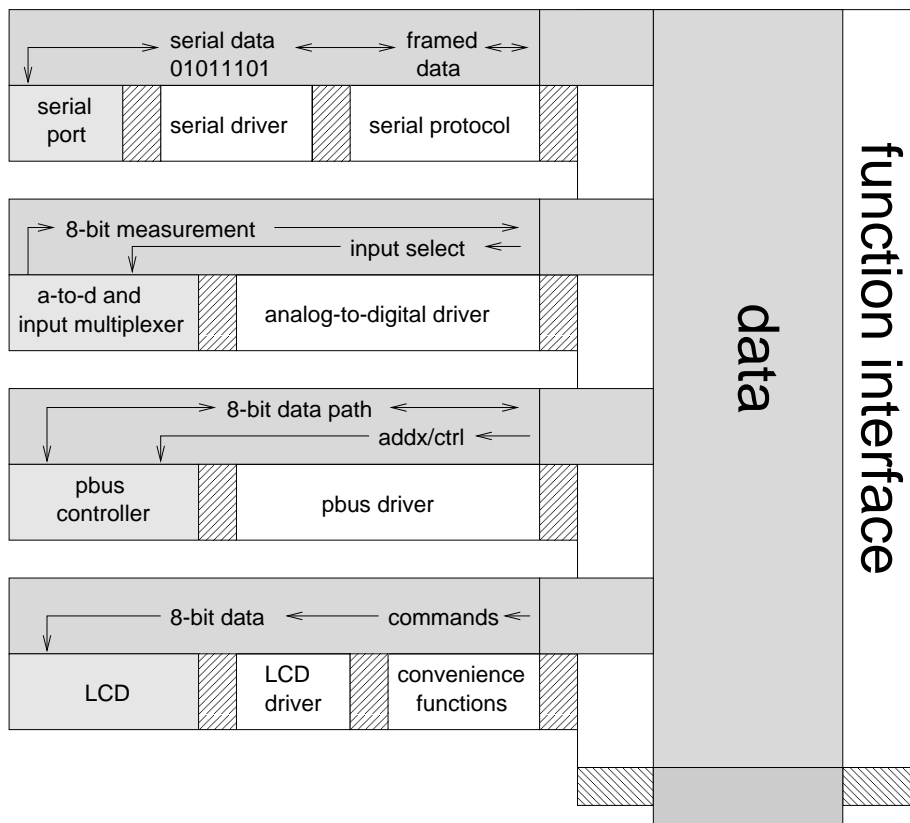 serial data
01011101
framed
data
serial
port
serial driver
serial protocol
8-bit measurement
input select
a-to-d and
input multiplexer
analog-to-digital driver
8-bit data path
addx/ctrl
pbus
controller
pbus driver
8-bit data
commands
LCD
LCD
driver
convenience
functions
data
function interface